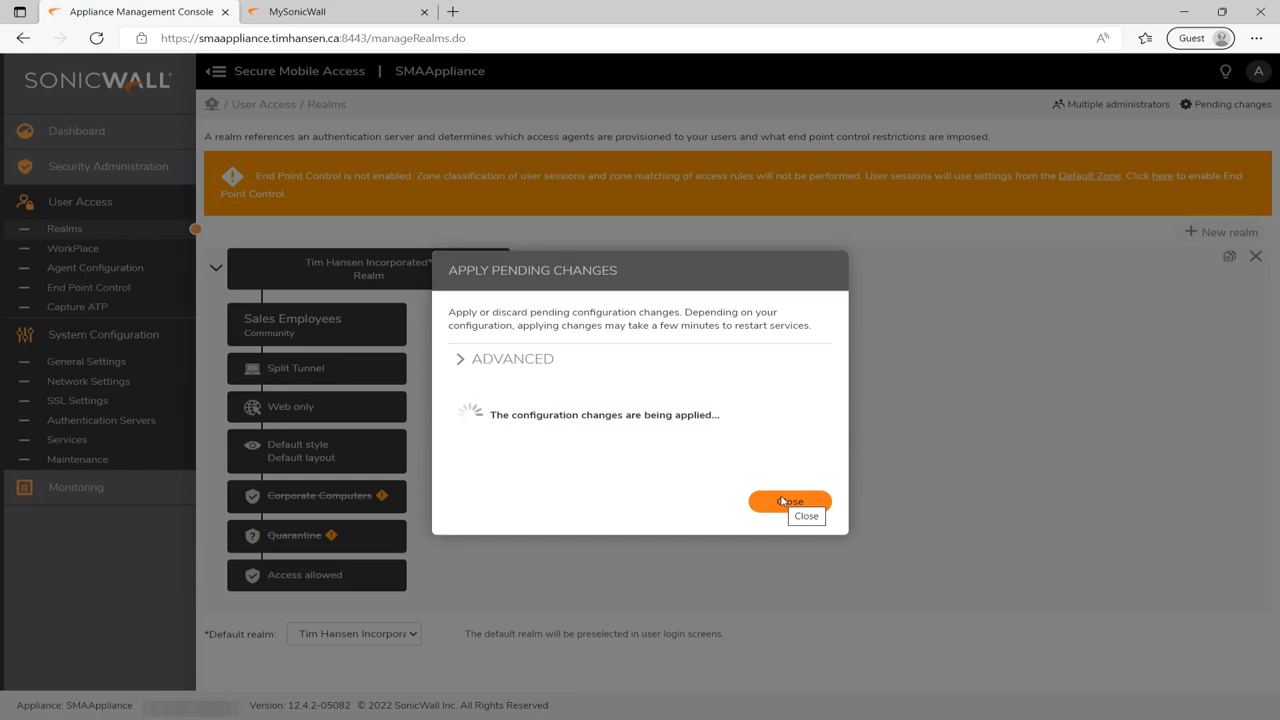 Appliance Management Console
MySonicWall
https://smaappliance.timhansen.ca:8443/manageRealms.do
Guest
SONICWALL
Secure Mobile Access | SMAAppliance
A
/ User Access / Realms
Multiple administrators
Pending changes
Dashboard
Security Administration
User Access
Realms
WorkPlace
Agent Configuration
End Point Control
Capture ATP
System Configuration
General Settings
Network Settings
SSL Settings
Authentication Servers
Services
Maintenance
Monitoring
A realm references an authentication server and determines which access agents are provisioned to your users and what end point control restrictions are imposed.
End Point Control is not enabled. Zone classification of user sessions and zone matching of access rules will not be performed. User sessions will use settings from the Default Zone. Click here to enable End
Point Control.
New realm
Tim Hansen Incorporated*
Realm
Sales Employees
Community
Split Tunnel
Web only
Default style
Default layout
Corporate Computers
Quarantine
Access allowed
APPLY PENDING CHANGES
Apply or discard pending configuration changes. Depending on your
configuration, applying changes may take a few minutes to restart services.
ADVANCED
The configuration changes are being applied...
Close
Close
*Default realm:
Tim Hansen Incorpora
The default realm will be preselected in user login screens.
Appliance: SMAAppliance
Version: 12.4.2-05082 © 2022 SonicWall Inc. All Rights Reserved